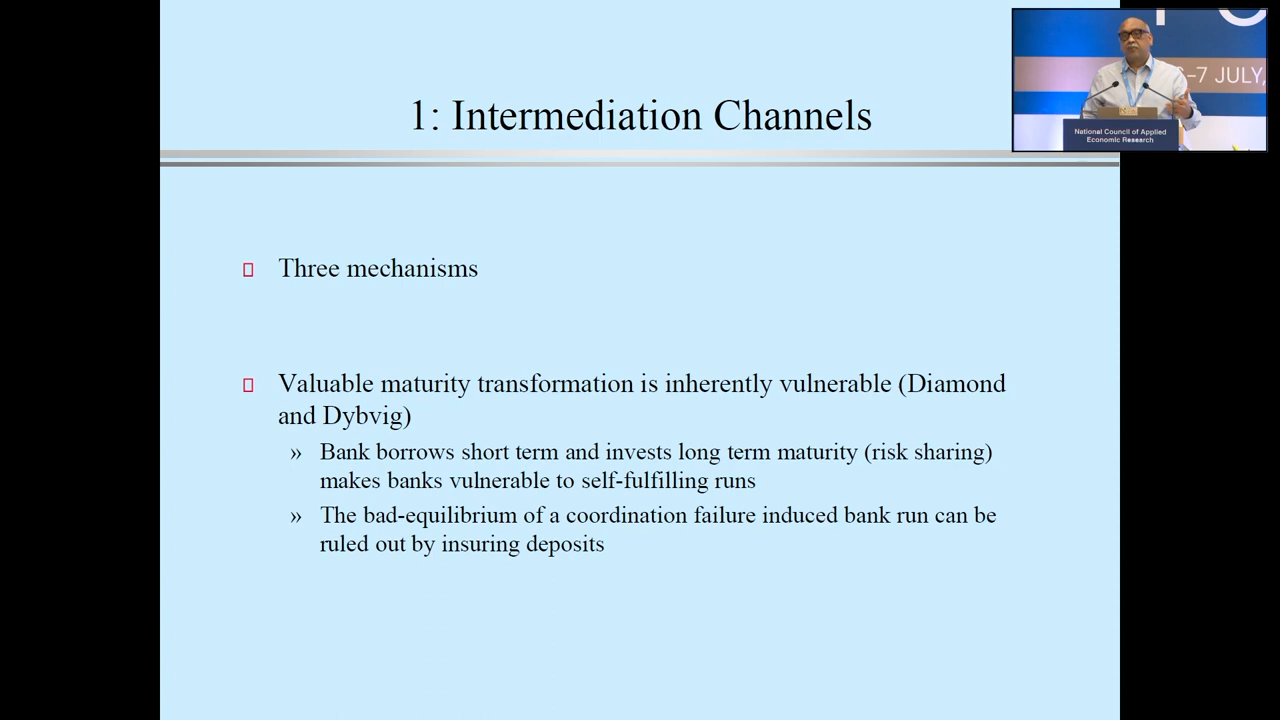 1: Intermediation Channels
Three mechanisms
Valuable maturity transformation is inherently vulnerable (Diamond
and Dybvig)
» Bank borrows short term and invests long term maturity (risk sharing)
makes banks vulnerable to self-fulfilling runs
» The bad-equilibrium of a coordination failure induced bank run can be
ruled out by insuring deposits
–7 JULY,
National Council of Applied
Economic Research